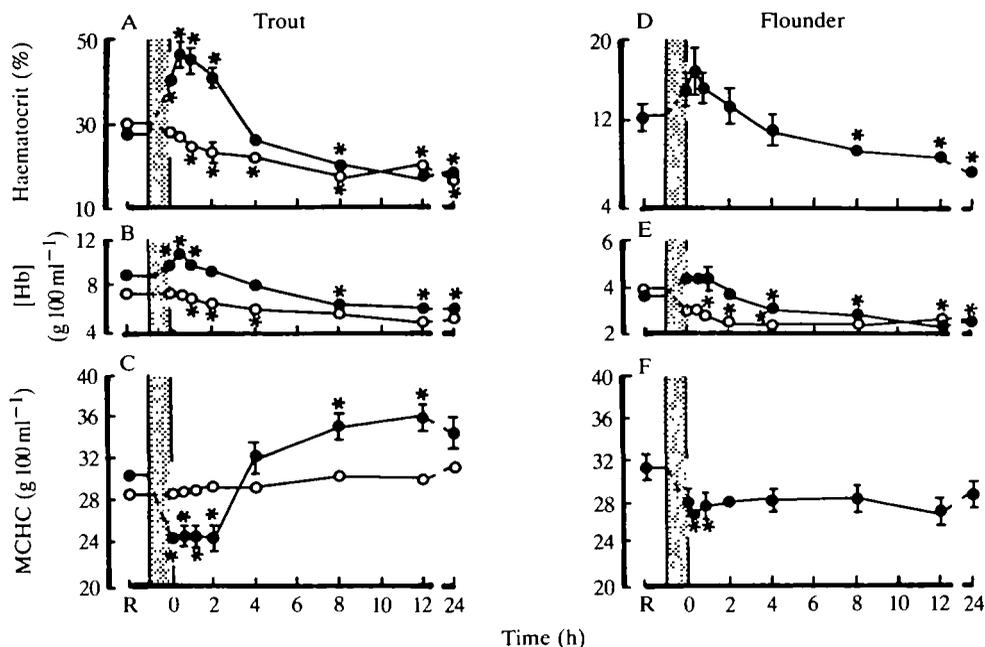 A Trout
D Flounder
Haematocrit (%)
50
30
10
20
12
4
B
E
[Hb]
(g 100 ml⁻¹)
12
8
4
6
4
2
C
F
MCHC (g 100 ml⁻¹)
40
36
32
28
24
20
40
36
32
28
24
20
R 0 2 4 6 8 10 12 24
R 0 2 4 6 8 10 12 24
Time (h)